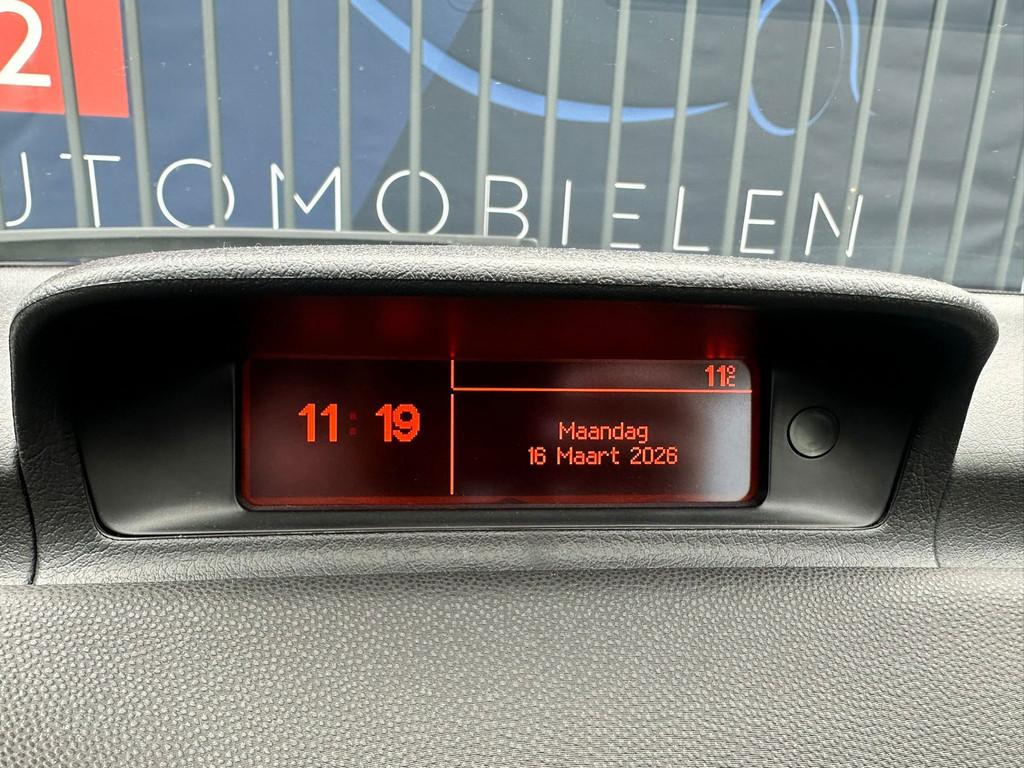 2
UTOMOBIELEN
11°C
11:19
Maandag
16 Maart 2026